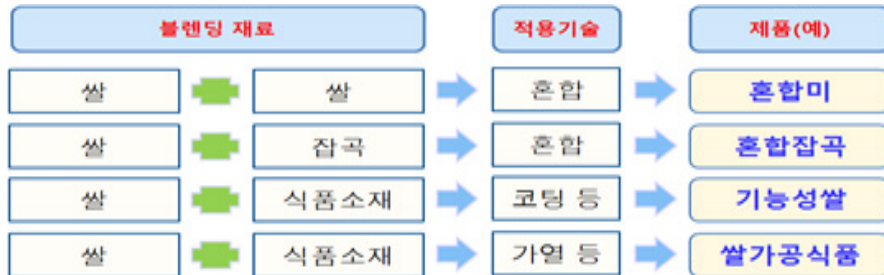 블렌딩 재료 적용기술 제품(예)
쌀 쌀 혼합 혼합미
쌀 잡곡 혼합 혼합잡곡
쌀 식품소재 코팅 등 기능성쌀
쌀 식품소재 가열 등 쌀가공식품